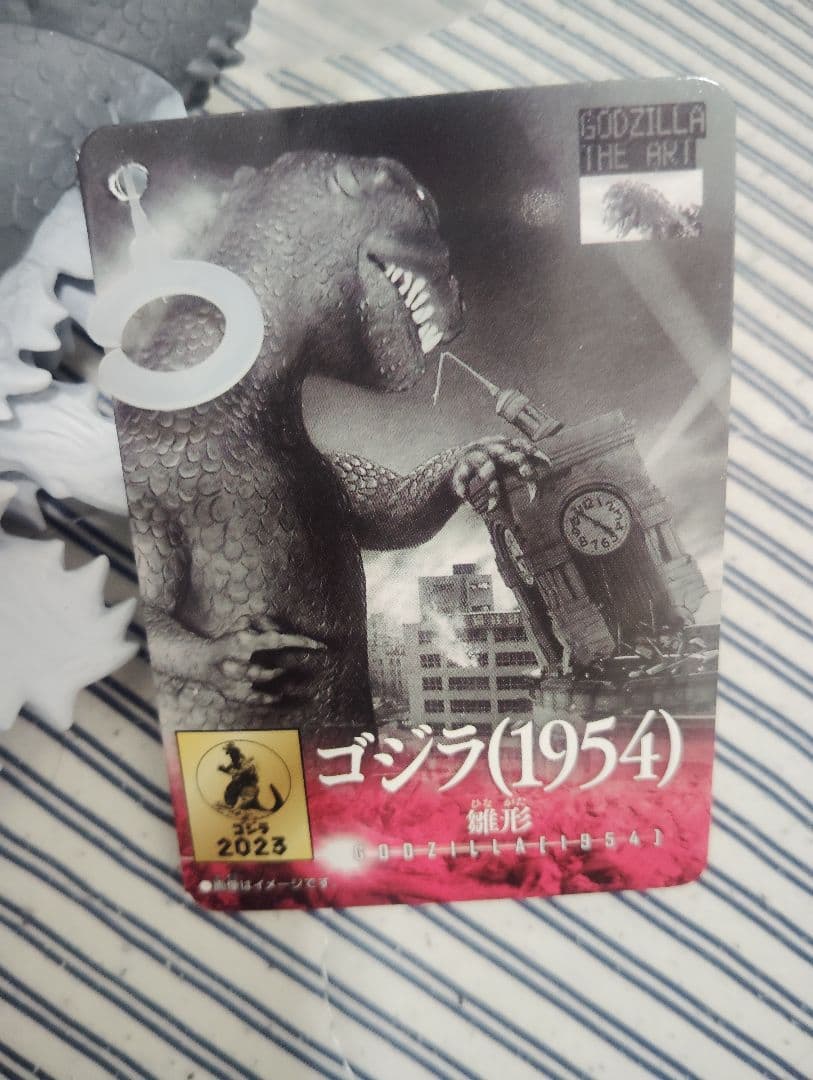 GODZILLA
THE ART
ゴジラ(1954)
ひながた
雛形
GODZILLA[1954]
ゴジラ
2023
●画像はイメージです